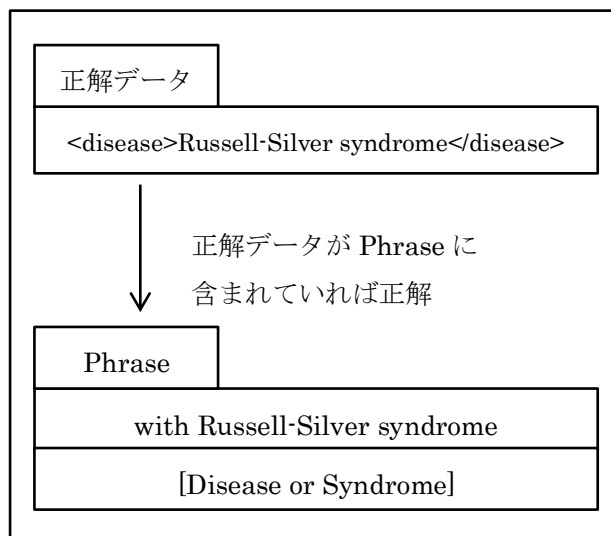 正解データ
<disease>Russell-Silver syndrome</disease>
正解データが Phrase に
含まれていれば正解
Phrase
with Russell-Silver syndrome
[Disease or Syndrome]